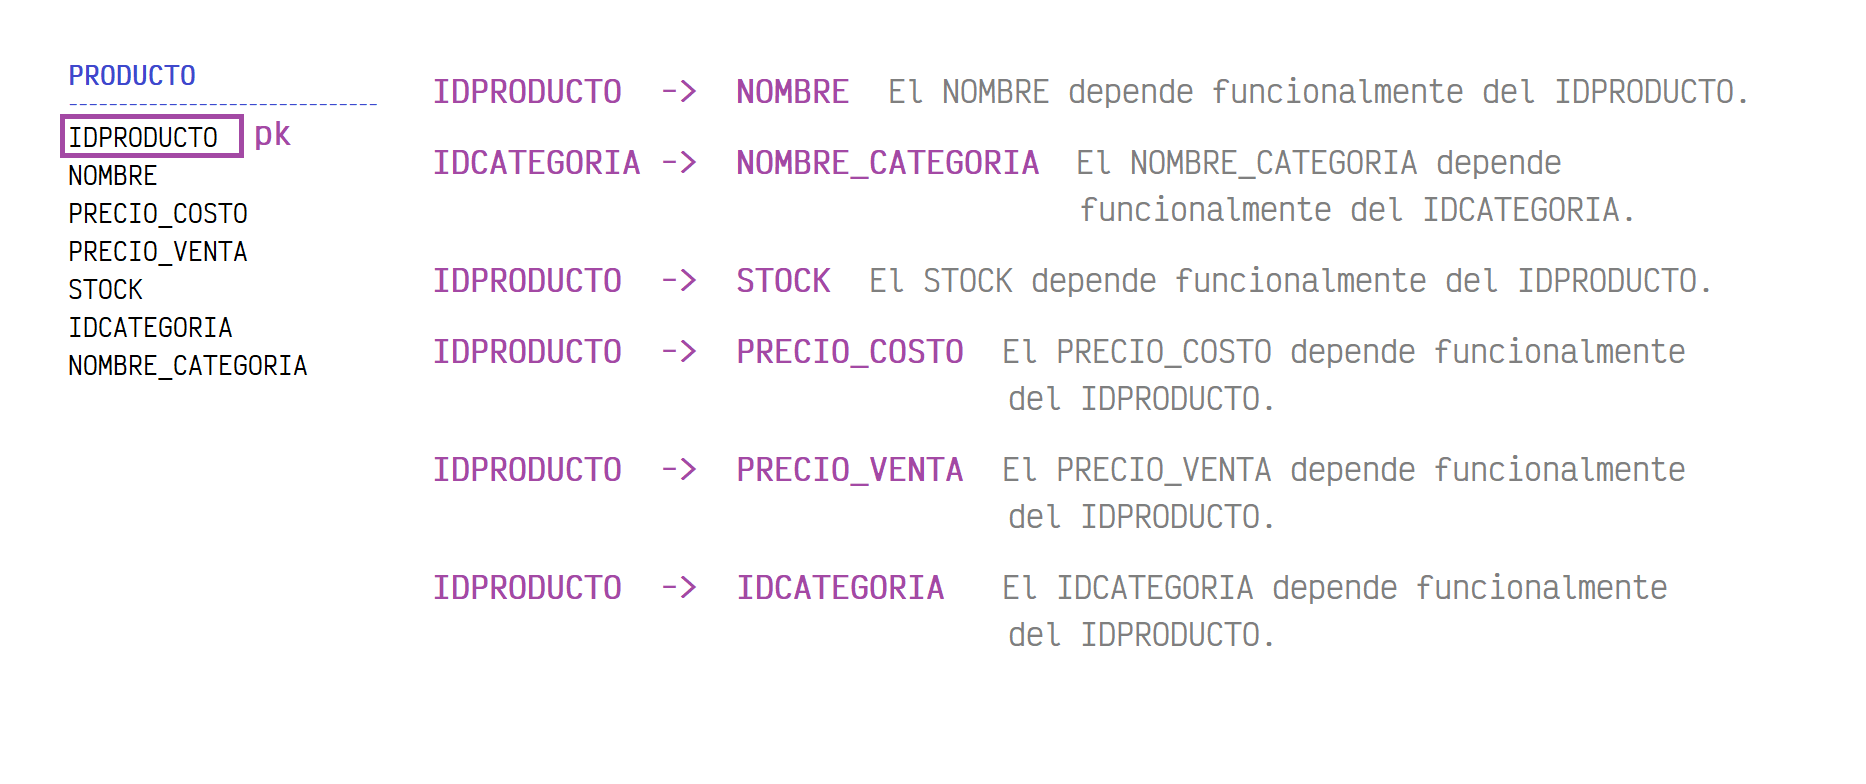 PRODUCTO
-------------------------------
IDPRODUCTO pk
NOMBRE
PRECIO_COSTO
PRECIO_VENTA
STOCK
IDCATEGORIA
NOMBRE_CATEGORIA
IDPRODUCTO -> NOMBRE El NOMBRE depende funcionalmente del IDPRODUCTO.
IDCATEGORIA -> NOMBRE_CATEGORIA El NOMBRE_CATEGORIA depende
funcionalmente del IDCATEGORIA.
IDPRODUCTO -> STOCK El STOCK depende funcionalmente del IDPRODUCTO.
IDPRODUCTO -> PRECIO_COSTO El PRECIO_COSTO depende funcionalmente
del IDPRODUCTO.
IDPRODUCTO -> PRECIO_VENTA El PRECIO_VENTA depende funcionalmente
del IDPRODUCTO.
IDPRODUCTO -> IDCATEGORIA El IDCATEGORIA depende funcionalmente
del IDPRODUCTO.